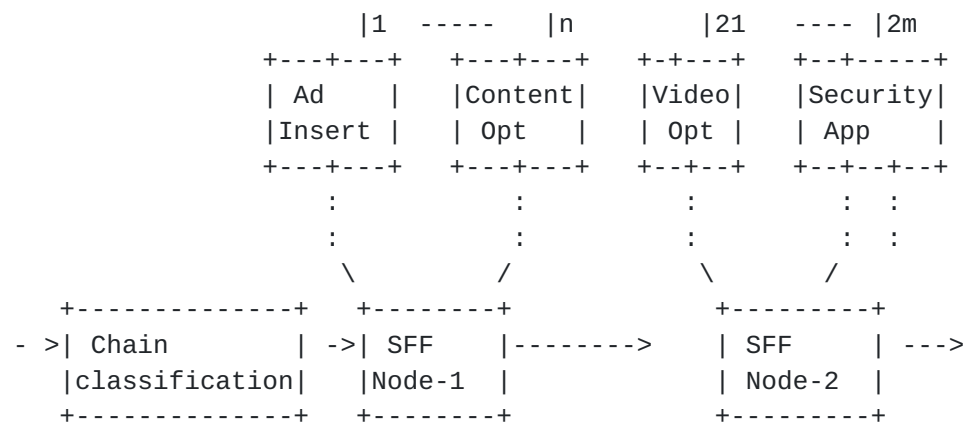 |1  -----   |n        |21   ---- |2m
                +---+---+   +---+---+   +-+---+   +--+-----+
                | Ad    |   |Content|   |Video|   |Security|
                |Insert |   | Opt   |   | Opt |   | App    |
                +---+---+   +---+---+   +--+--+   +--+--+--+
                    :           :          :         :  :
                    :           :          :         :  :
                     \         /            \       /
   +--------------+   +--------+             +---------+
- >| Chain        | ->| SFF    |-------->    | SFF     | --->
   |classification|   |Node-1  |             | Node-2  |
   +--------------+   +--------+             +---------+